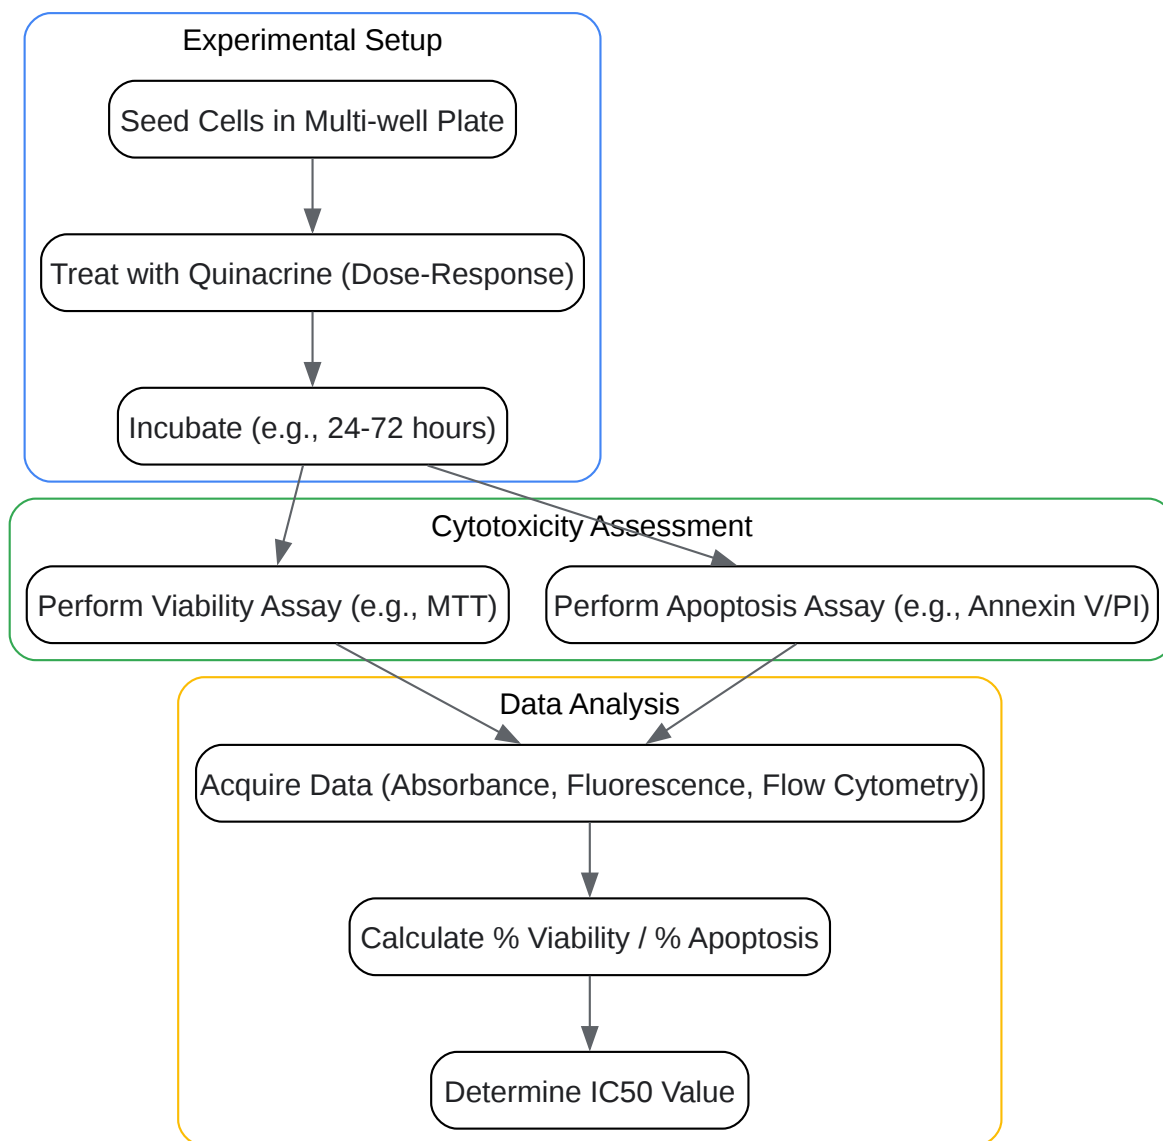 Experimental Setup
Seed Cells in Multi-well Plate
Treat with Quinacrine (Dose-Response)
Incubate (e.g., 24-72 hours)
Cytotoxicity Assessment
Perform Viability Assay (e.g., MTT)
Perform Apoptosis Assay (e.g., Annexin V/PI)
Data Analysis
Acquire Data (Absorbance, Fluorescence, Flow Cytometry)
Calculate % Viability / % Apoptosis
Determine IC50 Value